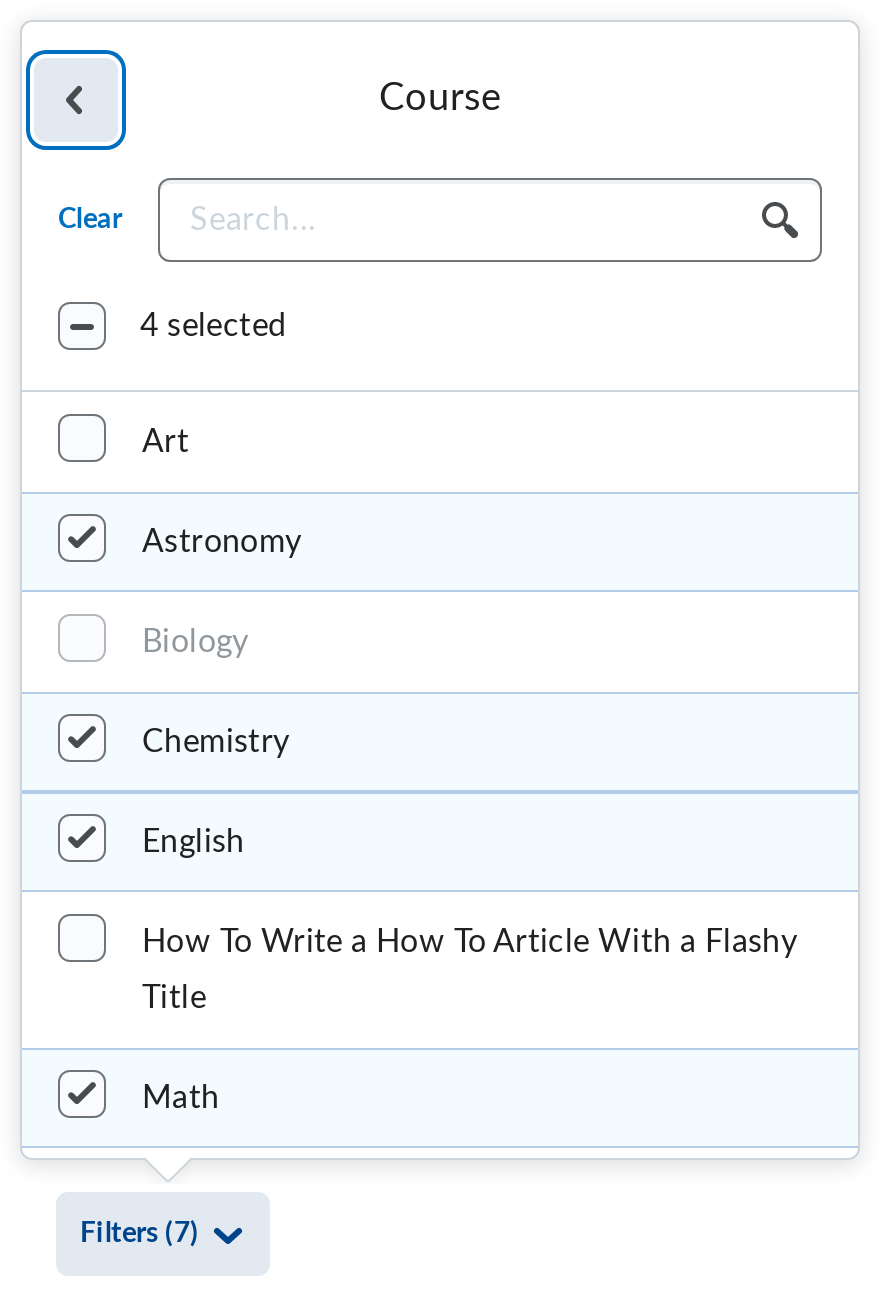 Course
Clear
Search...
4 selected
Art
Astronomy
Biology
Chemistry
English
How To Write a How To Article With a Flashy
Title
Math
Filters (7)